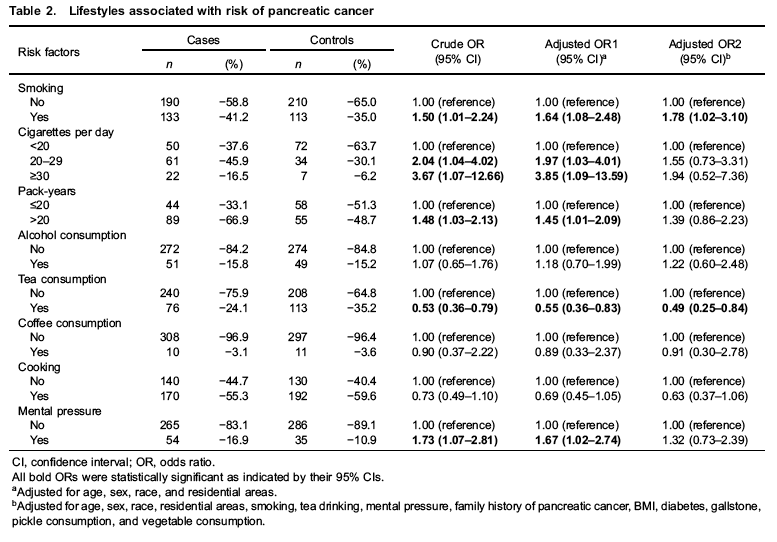 Table 2. Lifestyles associated with risk of pancreatic cancer
Risk factors Cases Controls Crude OR (95% CI) Adjusted OR1 (95% CI)a Adjusted OR2 (95% CI)b
n (%) n (%)
Smoking
No 190 −58.8 210 −65.0 1.00 (reference) 1.00 (reference) 1.00 (reference)
Yes 133 −41.2 113 −35.0 1.50 (1.01–2.24) 1.64 (1.08–2.48) 1.78 (1.02–3.10)
Cigarettes per day
<20 50 −37.6 72 −63.7 1.00 (reference) 1.00 (reference) 1.00 (reference)
20–29 61 −45.9 34 −30.1 2.04 (1.04–4.02) 1.97 (1.03–4.01) 1.55 (0.73–3.31)
≥30 22 −16.5 7 −6.2 3.67 (1.07–12.66) 3.85 (1.09–13.59) 1.94 (0.52–7.36)
Pack-years
≤20 44 −33.1 58 −51.3 1.00 (reference) 1.00 (reference) 1.00 (reference)
>20 89 −66.9 55 −48.7 1.48 (1.03–2.13) 1.45 (1.01–2.09) 1.39 (0.86–2.23)
Alcohol consumption
No 272 −84.2 274 −84.8 1.00 (reference) 1.00 (reference) 1.00 (reference)
Yes 51 −15.8 49 −15.2 1.07 (0.65–1.76) 1.18 (0.70–1.99) 1.22 (0.60–2.48)
Tea consumption
No 240 −75.9 208 −64.8 1.00 (reference) 1.00 (reference) 1.00 (reference)
Yes 76 −24.1 113 −35.2 0.53 (0.36–0.79) 0.55 (0.36–0.83) 0.49 (0.25–0.84)
Coffee consumption
No 308 −96.9 297 −96.4 1.00 (reference) 1.00 (reference) 1.00 (reference)
Yes 10 −3.1 11 −3.6 0.90 (0.37–2.22) 0.89 (0.33–2.37) 0.91 (0.30–2.78)
Cooking
No 140 −44.7 130 −40.4 1.00 (reference) 1.00 (reference) 1.00 (reference)
Yes 170 −55.3 192 −59.6 0.73 (0.49–1.10) 0.69 (0.45–1.05) 0.63 (0.37–1.06)
Mental pressure
No 265 −83.1 286 −89.1 1.00 (reference) 1.00 (reference) 1.00 (reference)
Yes 54 −16.9 35 −10.9 1.73 (1.07–2.81) 1.67 (1.02–2.74) 1.32 (0.73–2.39)
CI, confidence interval; OR, odds ratio.
All bold ORs were statistically significant as indicated by their 95% CIs.
aAdjusted for age, sex, race, and residential areas.
bAdjusted for age, sex, race, residential areas, smoking, tea drinking, mental pressure, family history of pancreatic cancer, BMI, diabetes, gallstone,
pickle consumption, and vegetable consumption.